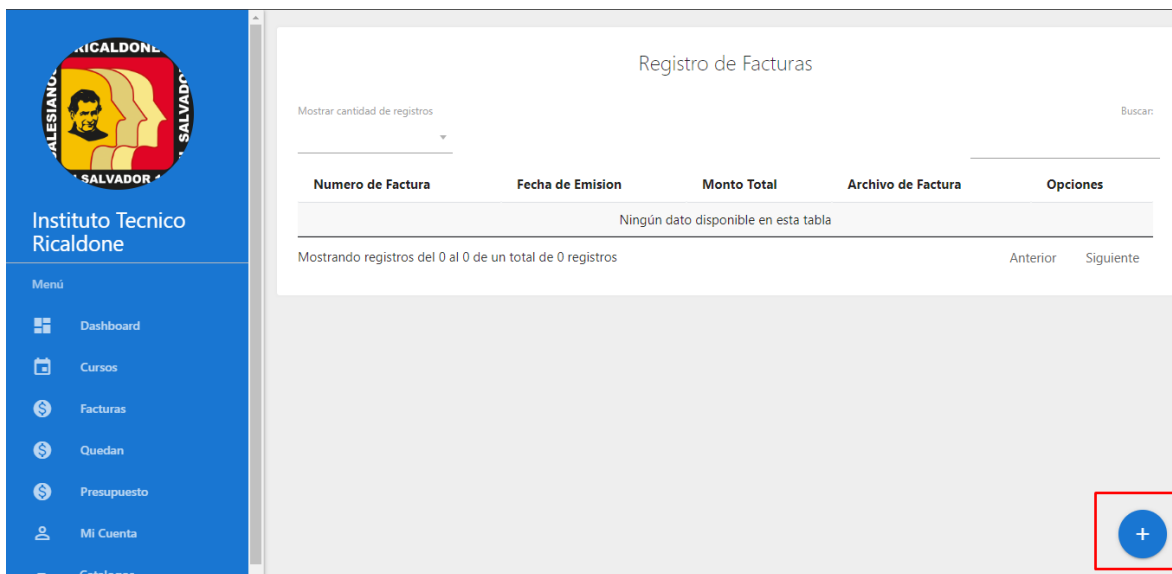 RICALDONE
SALESIANO
SALVADOR
SALVADOR
Instituto Tecnico
Ricaldone
Menú
Dashboard
Cursos
Facturas
Quedan
Presupuesto
Mi Cuenta
Catalogos
Registro de Facturas
Mostrar cantidad de registros
Buscar:
Numero de Factura Fecha de Emision Monto Total Archivo de Factura Opciones
Ningún dato disponible en esta tabla
Mostrando registros del 0 al 0 de un total de 0 registros
Anterior Siguiente
+